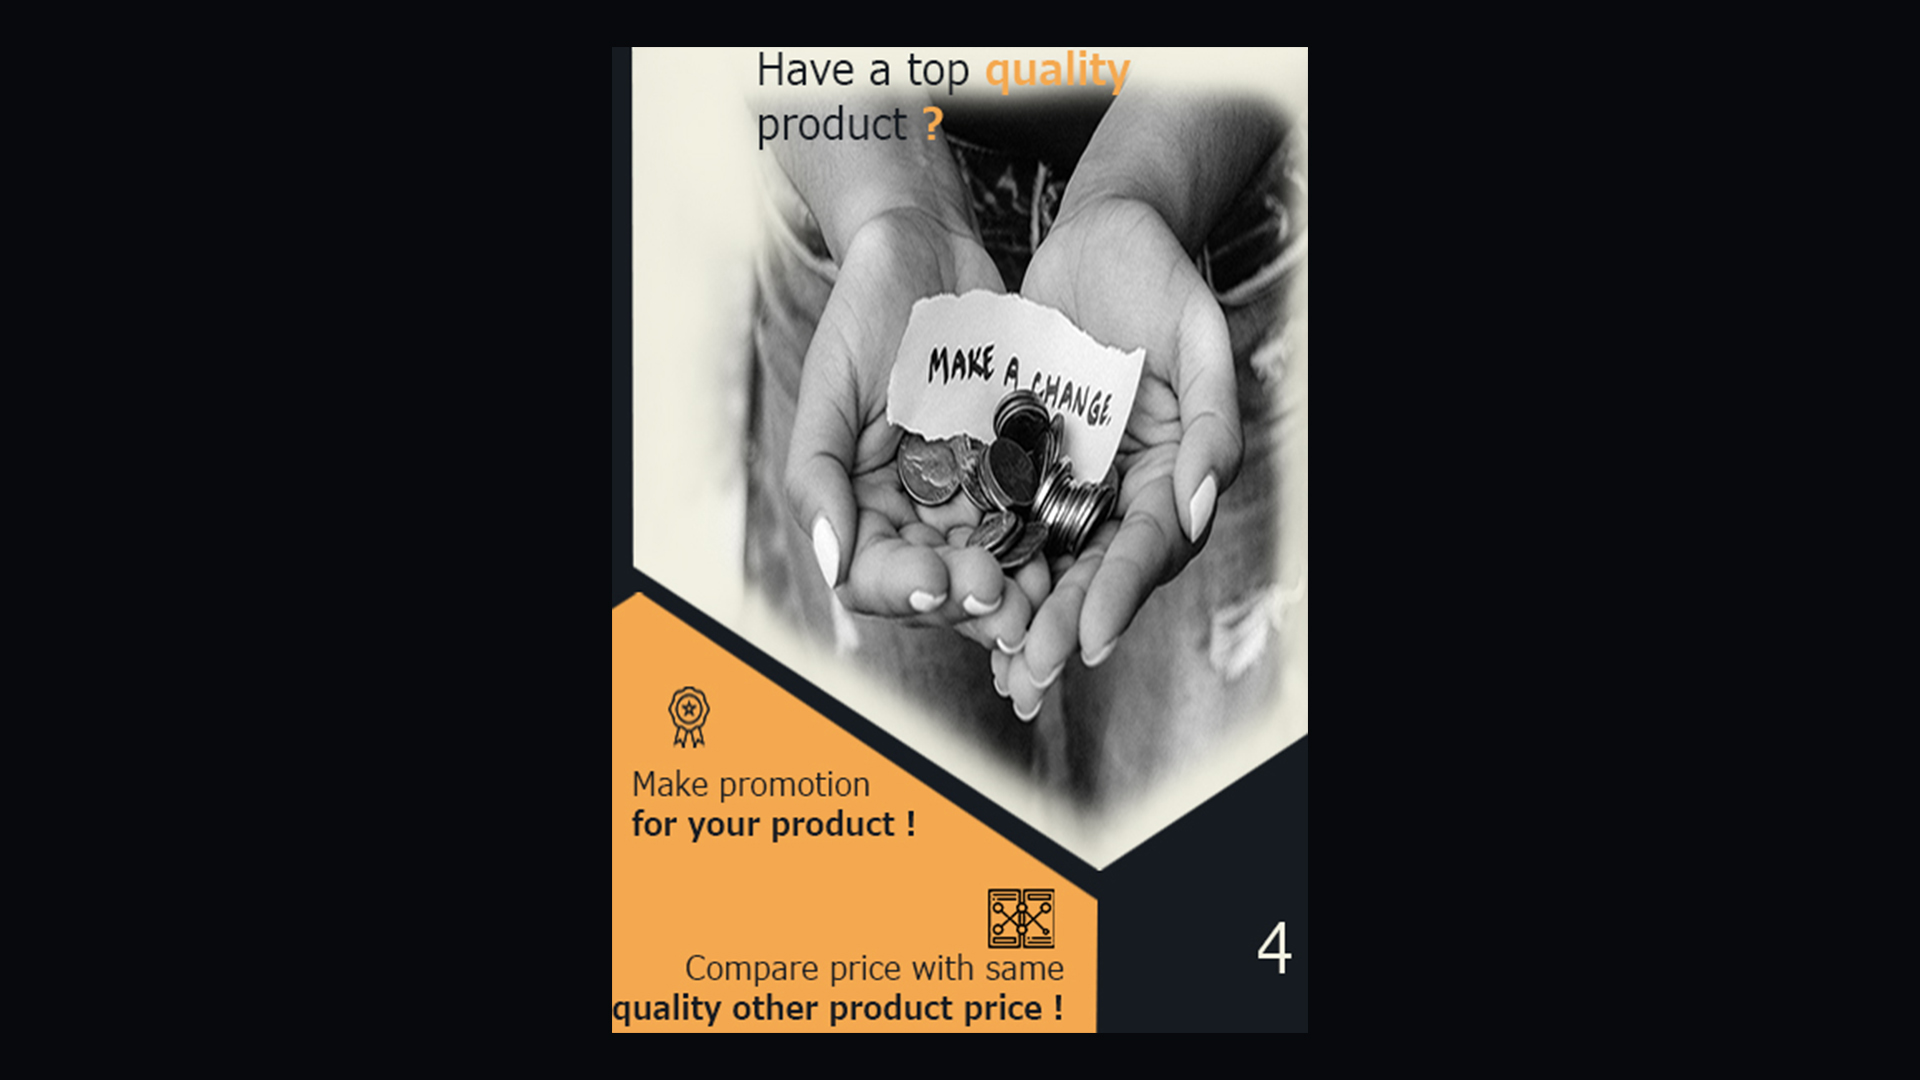 Have a top quality
product ?
MAKE A CHANGE.
Make promotion
for your product !
Compare price with same
quality other product price !
4